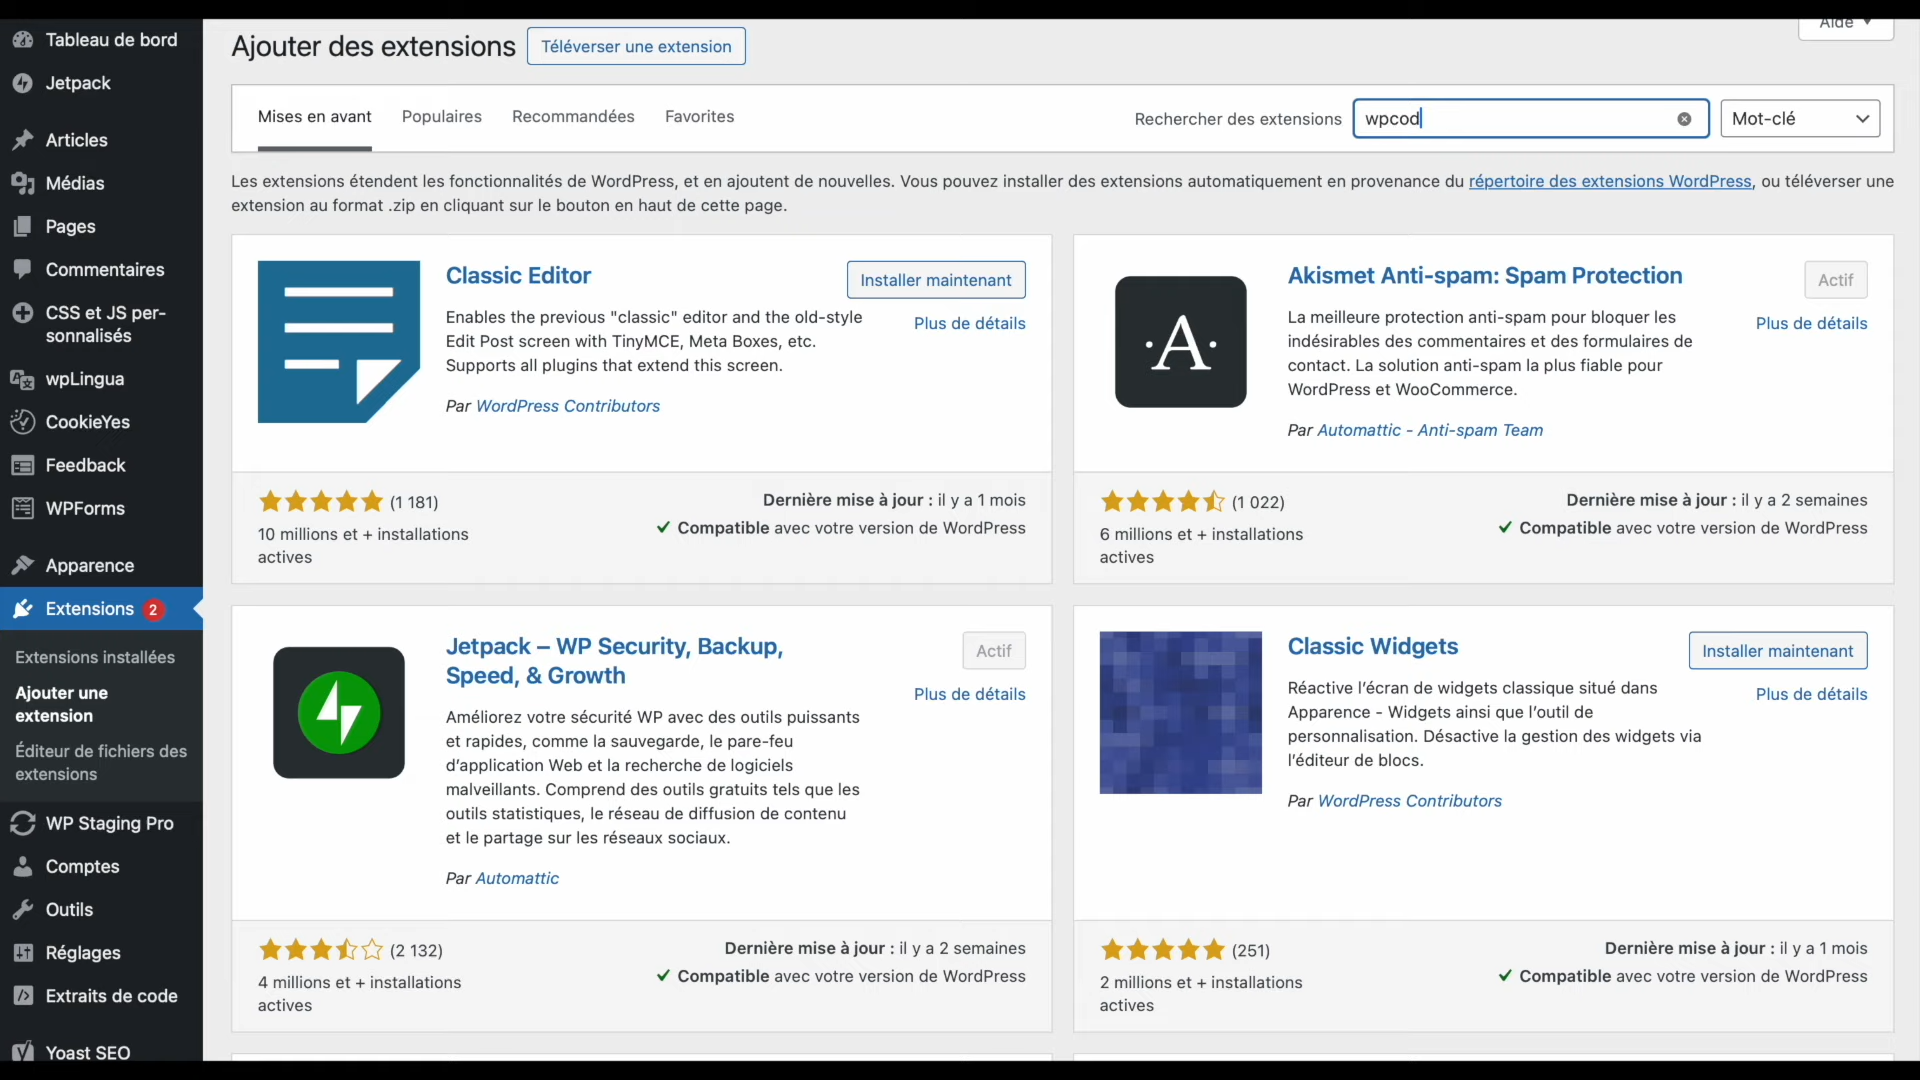 Tableau de bord
Jetpack
Articles
Médias
Pages
Commentaires
CSS et JS per-
sonnalisés
wpLingua
CookieYes
Feedback
WPForms
Apparence
Extensions 2
Extensions installées
Ajouter une
extension
Éditeur de fichiers des
extensions
WP Staging Pro
Comptes
Outils
Réglages
Extraits de code
Yoast SEO
Aide
Ajouter des extensions
Téléverser une extension
Mises en avant
Populaires
Recommandées
Favorites
Rechercher des extensions
wpcod
Mot-clé
Les extensions étendent les fonctionnalités de WordPress, et en ajoutent de nouvelles. Vous pouvez installer des extensions automatiquement en provenance du répertoire des extensions WordPress, ou téléverser une
extension au format .zip en cliquant sur le bouton en haut de cette page.
Classic Editor
Installer maintenant
Plus de détails
Enables the previous "classic" editor and the old-style
Edit Post screen with TinyMCE, Meta Boxes, etc.
Supports all plugins that extend this screen.
Par WordPress Contributors
(1 181)
10 millions et + installations
actives
Dernière mise à jour : il y a 1 mois
Compatible avec votre version de WordPress
·A·
Akismet Anti-spam: Spam Protection
Actif
Plus de détails
La meilleure protection anti-spam pour bloquer les
indésirables des commentaires et des formulaires de
contact. La solution anti-spam la plus fiable pour
WordPress et WooCommerce.
Par Automattic - Anti-spam Team
(1 022)
6 millions et + installations
actives
Dernière mise à jour : il y a 2 semaines
Compatible avec votre version de WordPress
Jetpack – WP Security, Backup,
Speed, & Growth
Actif
Plus de détails
Améliorez votre sécurité WP avec des outils puissants
et rapides, comme la sauvegarde, le pare-feu
d’application Web et la recherche de logiciels
malveillants. Comprend des outils gratuits tels que les
outils statistiques, le réseau de diffusion de contenu
et le partage sur les réseaux sociaux.
Par Automattic
(2 132)
4 millions et + installations
actives
Dernière mise à jour : il y a 2 semaines
Compatible avec votre version de WordPress
Classic Widgets
Installer maintenant
Plus de détails
Réactive l’écran de widgets classique situé dans
Apparence - Widgets ainsi que l’outil de
personnalisation. Désactive la gestion des widgets via
l’éditeur de blocs.
Par WordPress Contributors
(251)
2 millions et + installations
actives
Dernière mise à jour : il y a 1 mois
Compatible avec votre version de WordPress